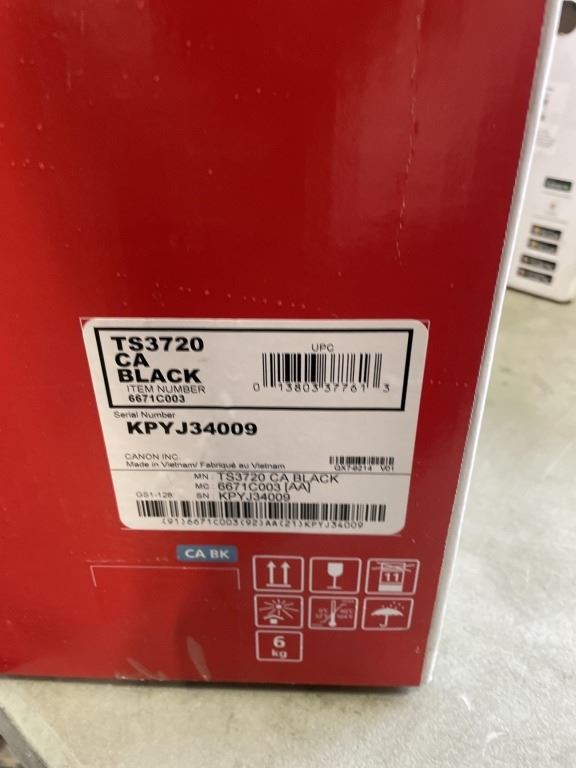 TS3720
CA
BLACK
ITEM NUMBER
6671C003
UPC
0 13803 37761 3
Serial Number
KPYJ34009
CANON INC.
Made in Vietnam/ Fabriqué au Vietnam
QX7-8214 V01
MN : TS3720 CA BLACK
MC : 6671C003 [AA]
GS1-128 SN : KPYJ34009
(91)6671C003(92)AA(21)KPYJ34009
CA BK
11
6
kg